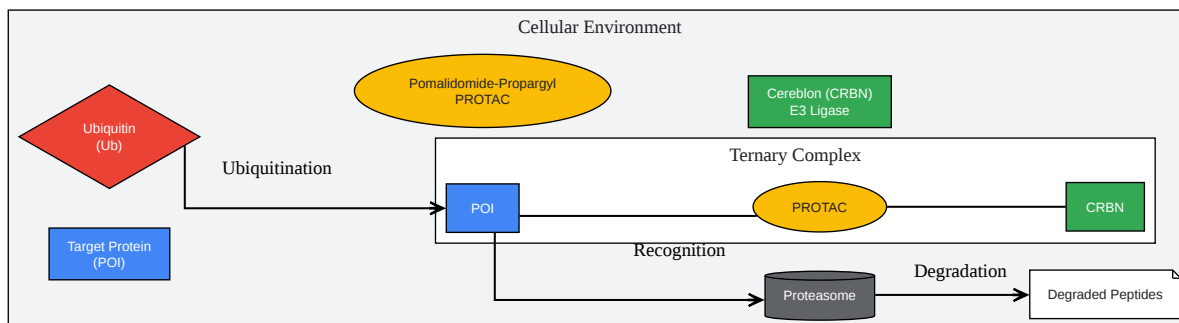 Cellular Environment
Pomalidomide-Propargyl
PROTAC
Cereblon (CRBN)
E3 Ligase
Ubiquitin
(Ub)
Ubiquitination
Ternary Complex
POI
PROTAC
CRBN
Target Protein
(POI)
Recognition
Degradation
Proteasome
Degraded Peptides